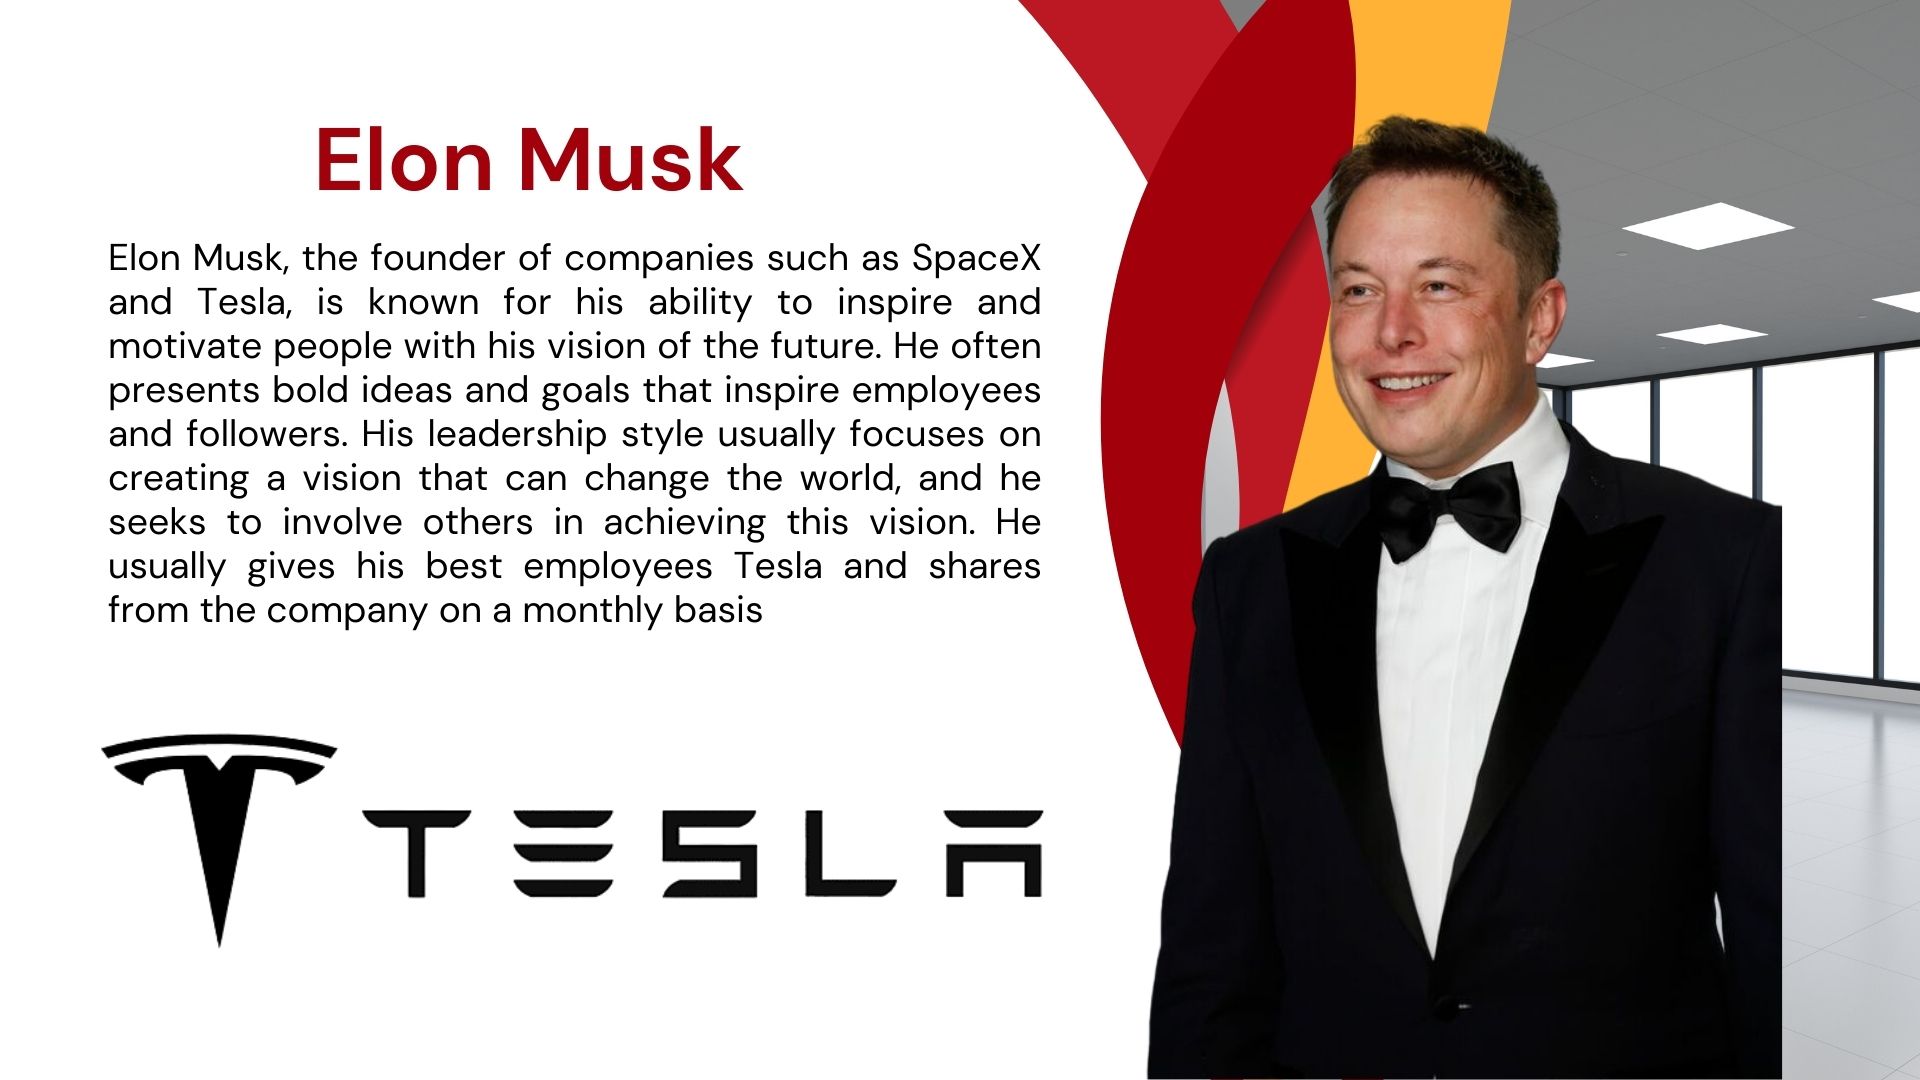 Elon Musk
Elon Musk, the founder of companies such as SpaceX
and Tesla, is known for his ability to inspire and
motivate people with his vision of the future. He often
presents bold ideas and goals that inspire employees
and followers. His leadership style usually focuses on
creating a vision that can change the world, and he
seeks to involve others in achieving this vision. He
usually gives his best employees Tesla and shares
from the company on a monthly basis
TESLA